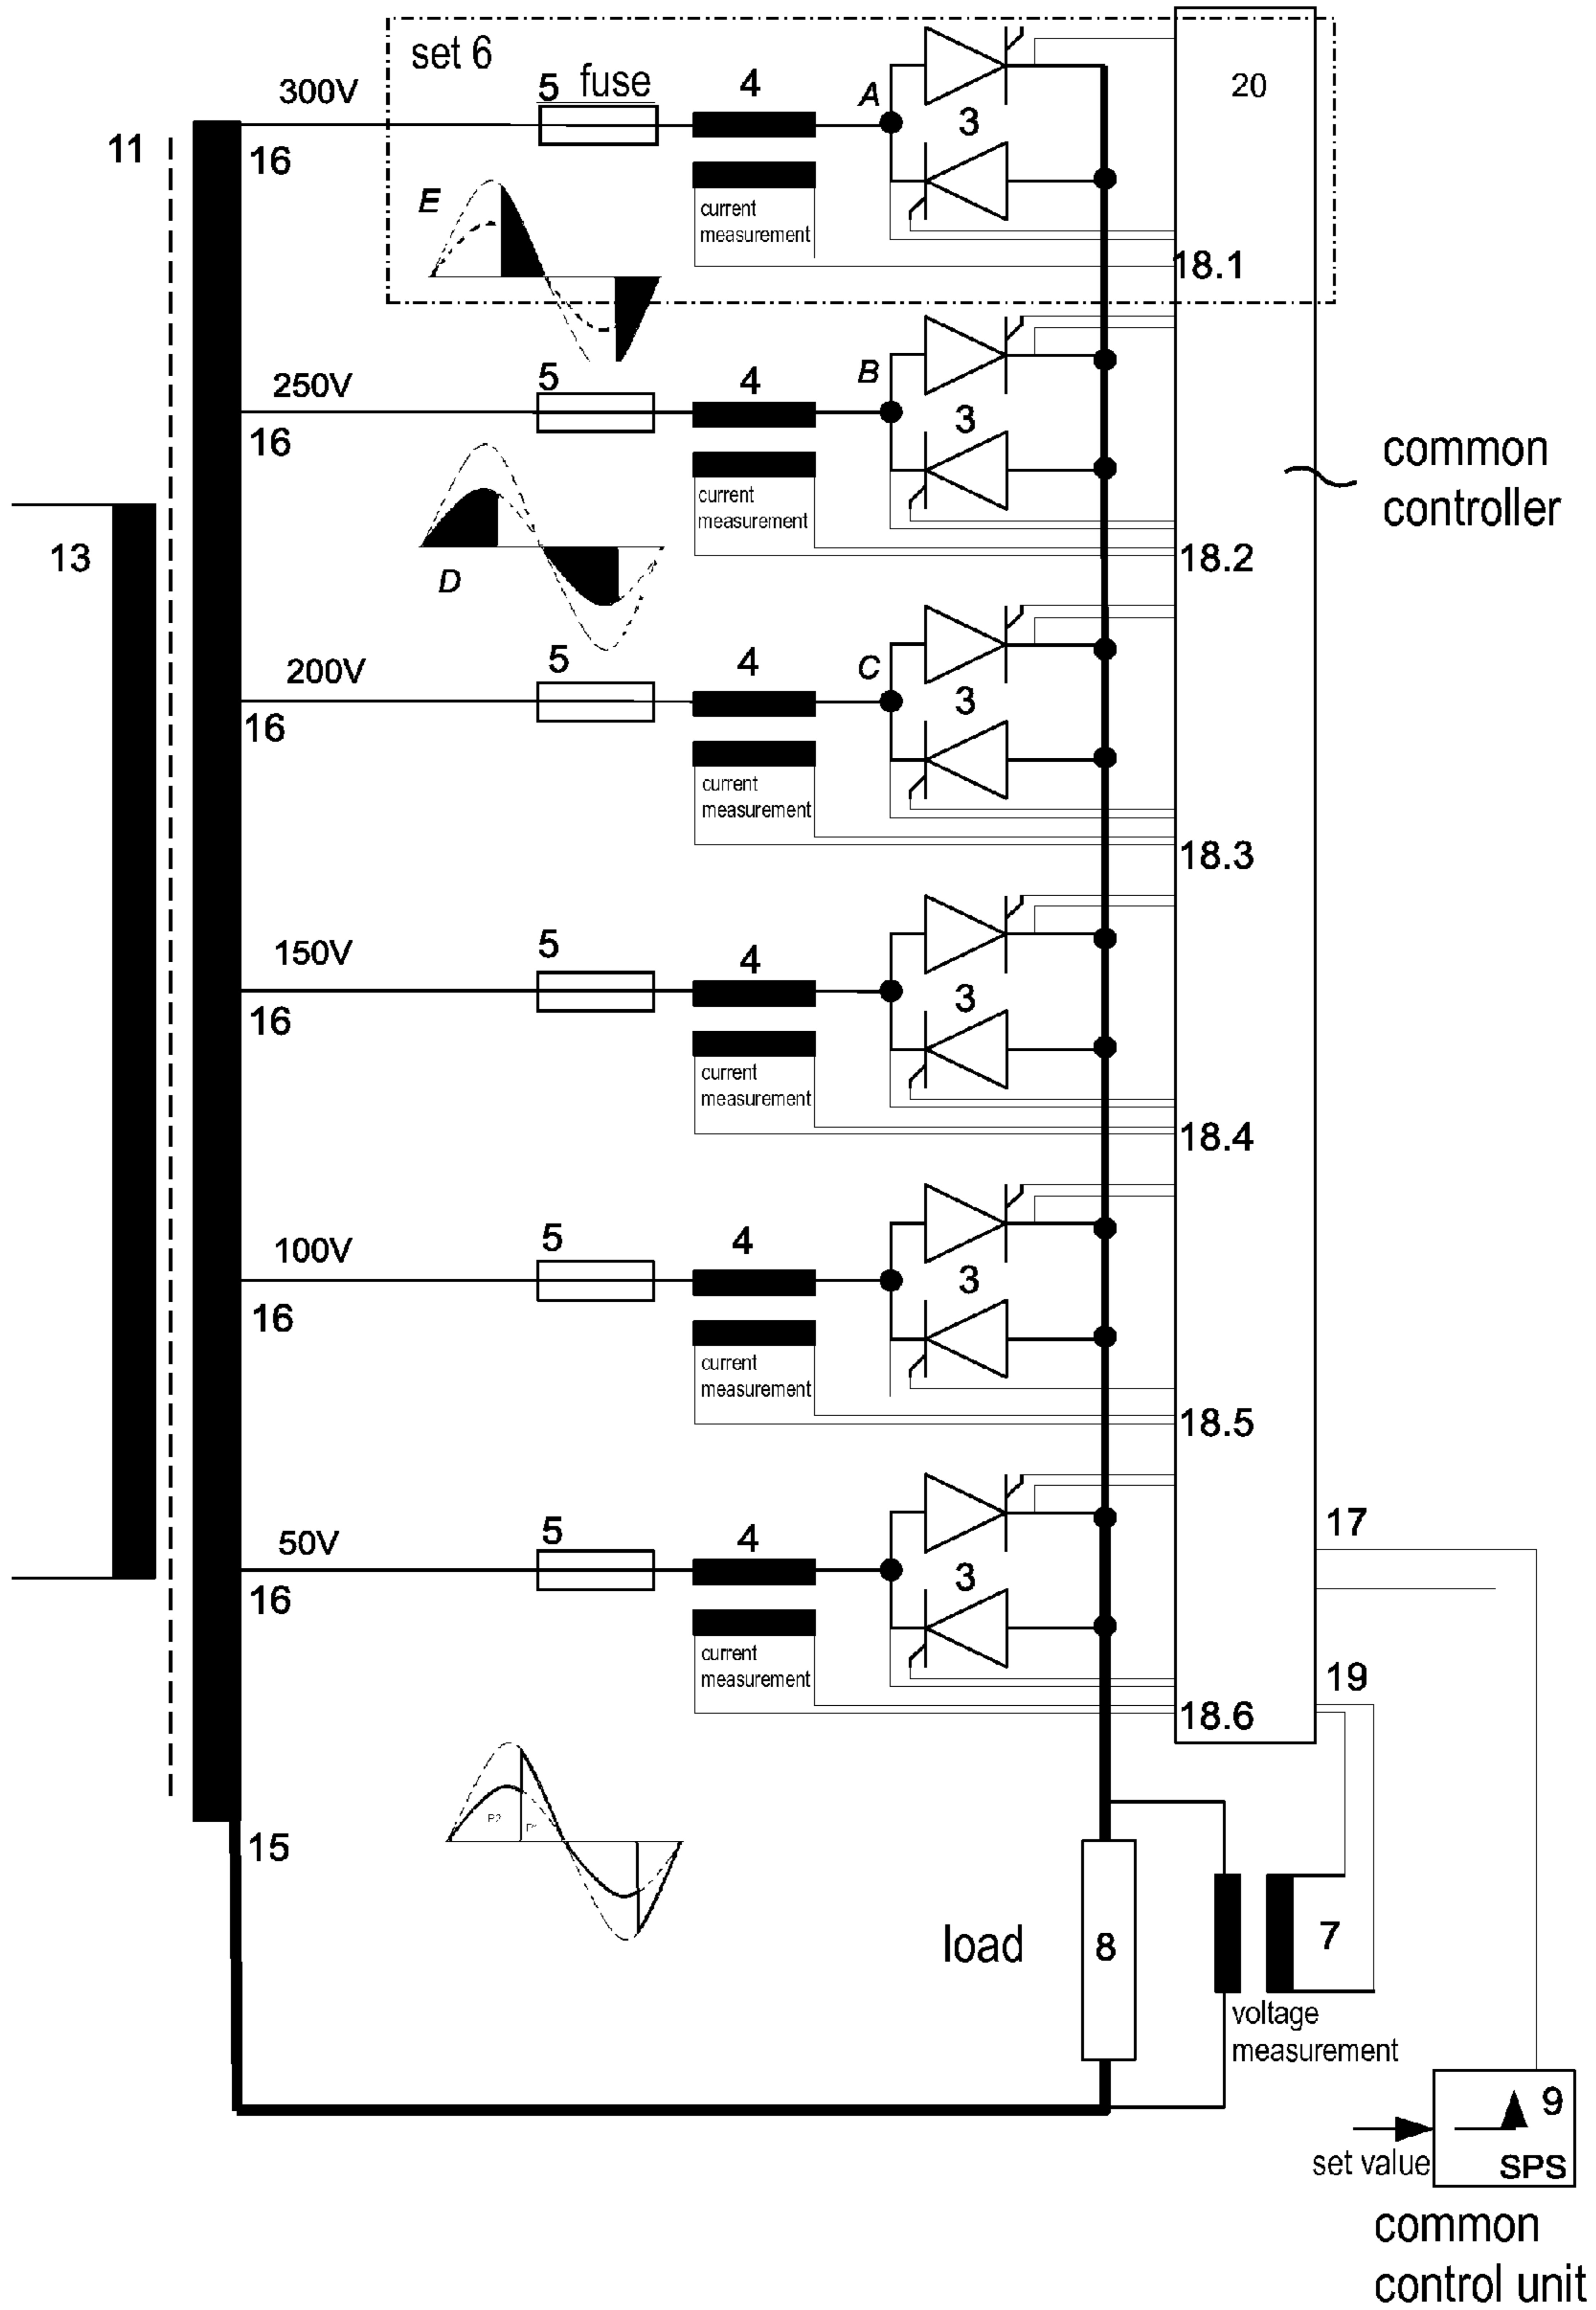 set 6
300V
5 fuse
4
A
3
20
11
16
E
current
measurement
18.1
250V
5
4
B
3
16
current
measurement
common
controller
13
D
18.2
200V
5
4
C
3
16
current
measurement
18.3
150V
5
4
3
16
current
measurement
18.4
100V
5
4
3
16
current
measurement
18.5
50V
5
4
3
17
16
current
measurement
19
18.6
15
P2
load
8
7
voltage
measurement
9
set value
SPS
common
control unit